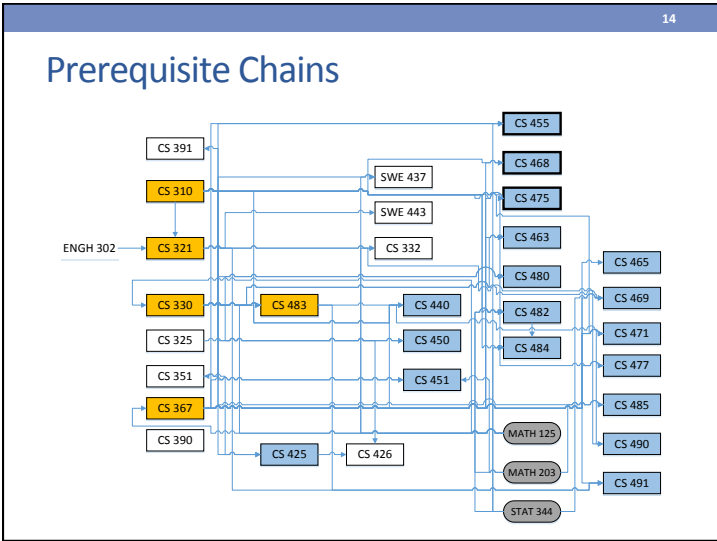 14
Prerequisite Chains
CS 455
CS 391
CS 468
SWE 437
CS 310
CS 475
SWE 443
CS 463
ENGH 302
CS 321
CS 332
CS 465
CS 480
CS 469
CS 330
CS 483
CS 440
CS 482
CS 471
CS 325
CS 450
CS 484
CS 477
CS 351
CS 451
CS 367
CS 485
MATH 125
CS 390
CS 490
CS 425
CS 426
MATH 203
CS 491
STAT 344